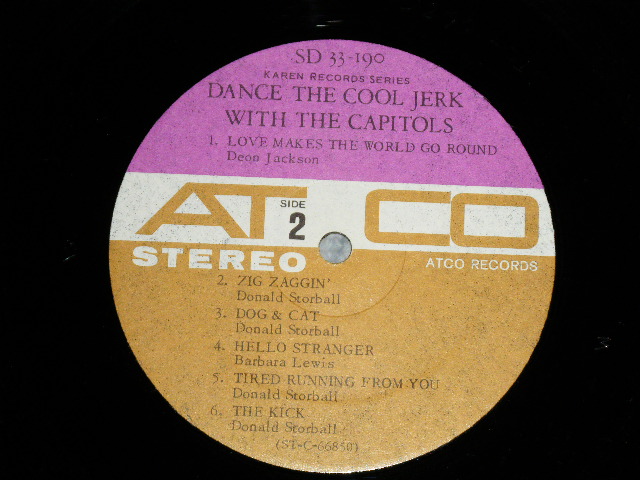 SD 33-190
KAREN RECORDS SERIES
DANCE THE COOL JERK
WITH THE CAPITOLS
1. LOVE MAKES THE WORLD GO ROUND
Deon Jackson
ATCO
SIDE
2
STEREO
ATCO RECORDS
2. ZIG ZAGGIN'
Donald Storball
3. DOG & CAT
Donald Storball
4. HELLO STRANGER
Barbara Lewis
5. TIRED RUNNING FROM YOU
Donald Storball
6. THE KICK
Donald Storball
(ST-C-66850)